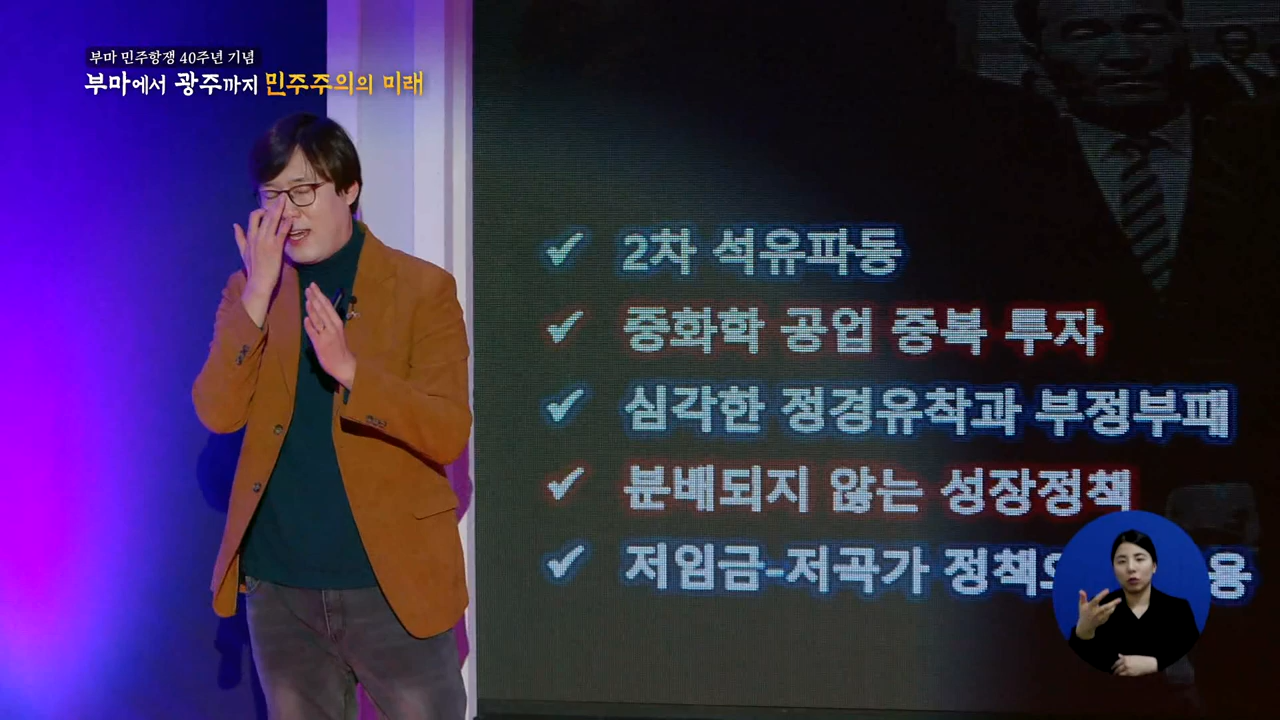 부마 민주항쟁 40주년 기념
부마에서 광주까지 민주주의의 미래
✔ 2차 석유파동
✔ 중화학 공업 중복 투자
✔ 심각한 정경유착과 부정부패
✔ 분배되지 않는 성장정책
✔ 저임금-저곡가 정책의 용